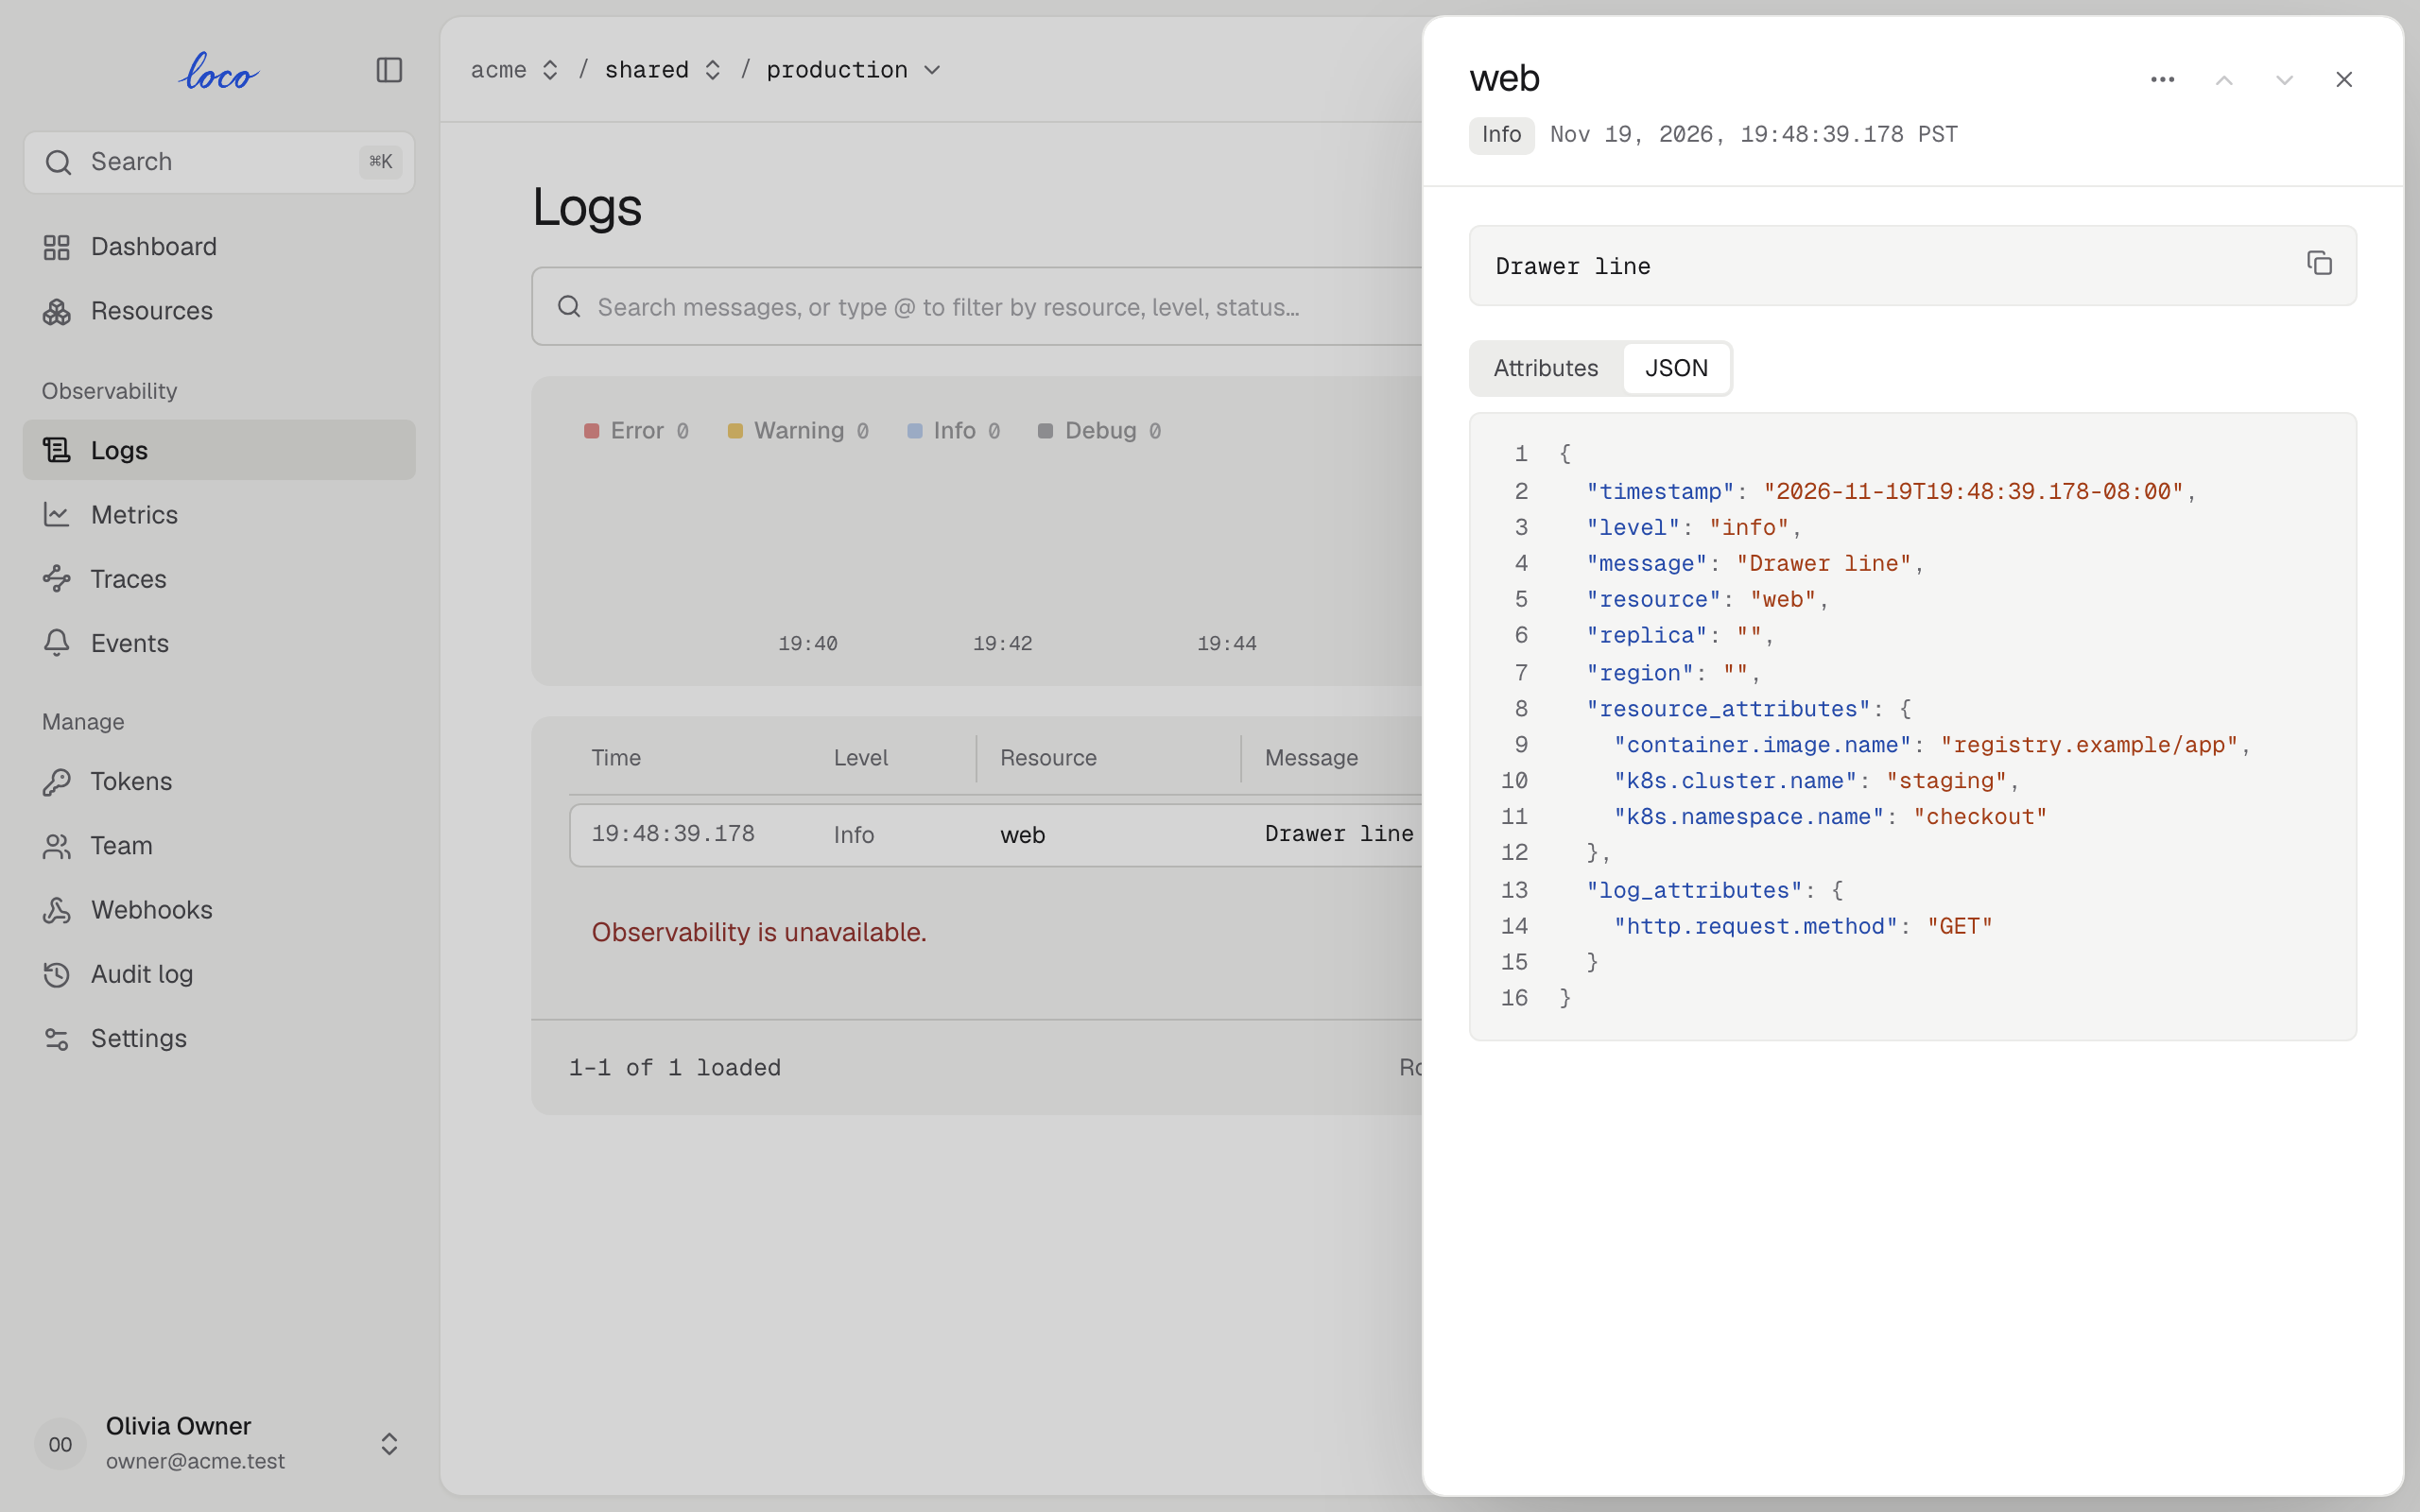 loco
Search ⌘K
Dashboard
Resources
Observability
Logs
Metrics
Traces
Events
Manage
Tokens
Team
Webhooks
Audit log
Settings
OO Olivia Owner
owner@acme.test
acme / shared / production
Logs
Search messages, or type @ to filter by resource, level, status...
Error 0 Warning 0 Info 0 Debug 0
19:40 19:42 19:44
Time Level Resource Message
19:48:39.178 Info web Drawer line
Observability is unavailable.
1–1 of 1 loaded
web
Info Nov 19, 2026, 19:48:39.178 PST
Drawer line
Attributes JSON
1 {
2 "timestamp": "2026-11-19T19:48:39.178-08:00",
3 "level": "info",
4 "message": "Drawer line",
5 "resource": "web",
6 "replica": "",
7 "region": "",
8 "resource_attributes": {
9 "container.image.name": "registry.example/app",
10 "k8s.cluster.name": "staging",
11 "k8s.namespace.name": "checkout"
12 },
13 "log_attributes": {
14 "http.request.method": "GET"
15 }
16 }